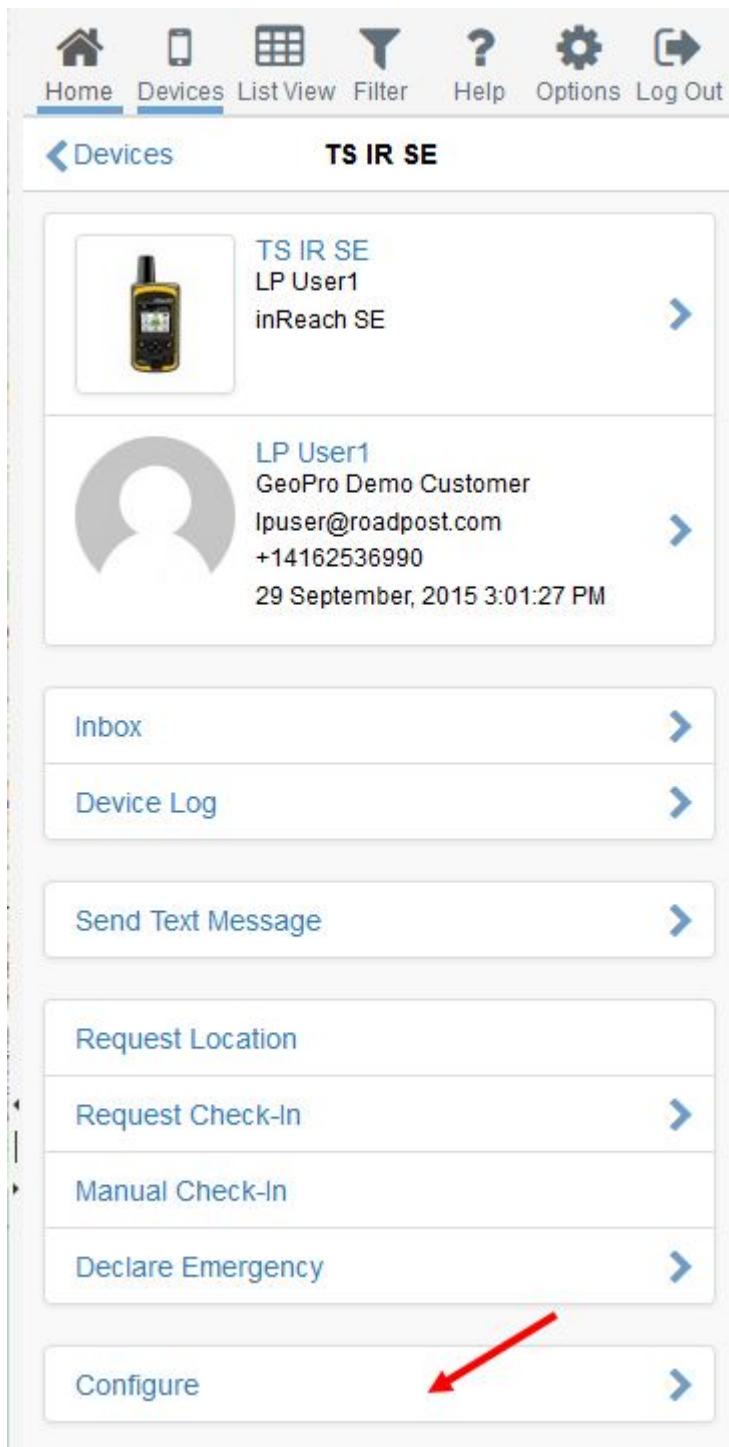 Home Devices List View Filter Help Options Log Out
Devices TS IR SE
TS IR SE
LP User1
inReach SE
LP User1
GeoPro Demo Customer
lpuser@roadpost.com
+14162536990
29 September, 2015 3:01:27 PM
Inbox
Device Log
Send Text Message
Request Location
Request Check-In
Manual Check-In
Declare Emergency
Configure